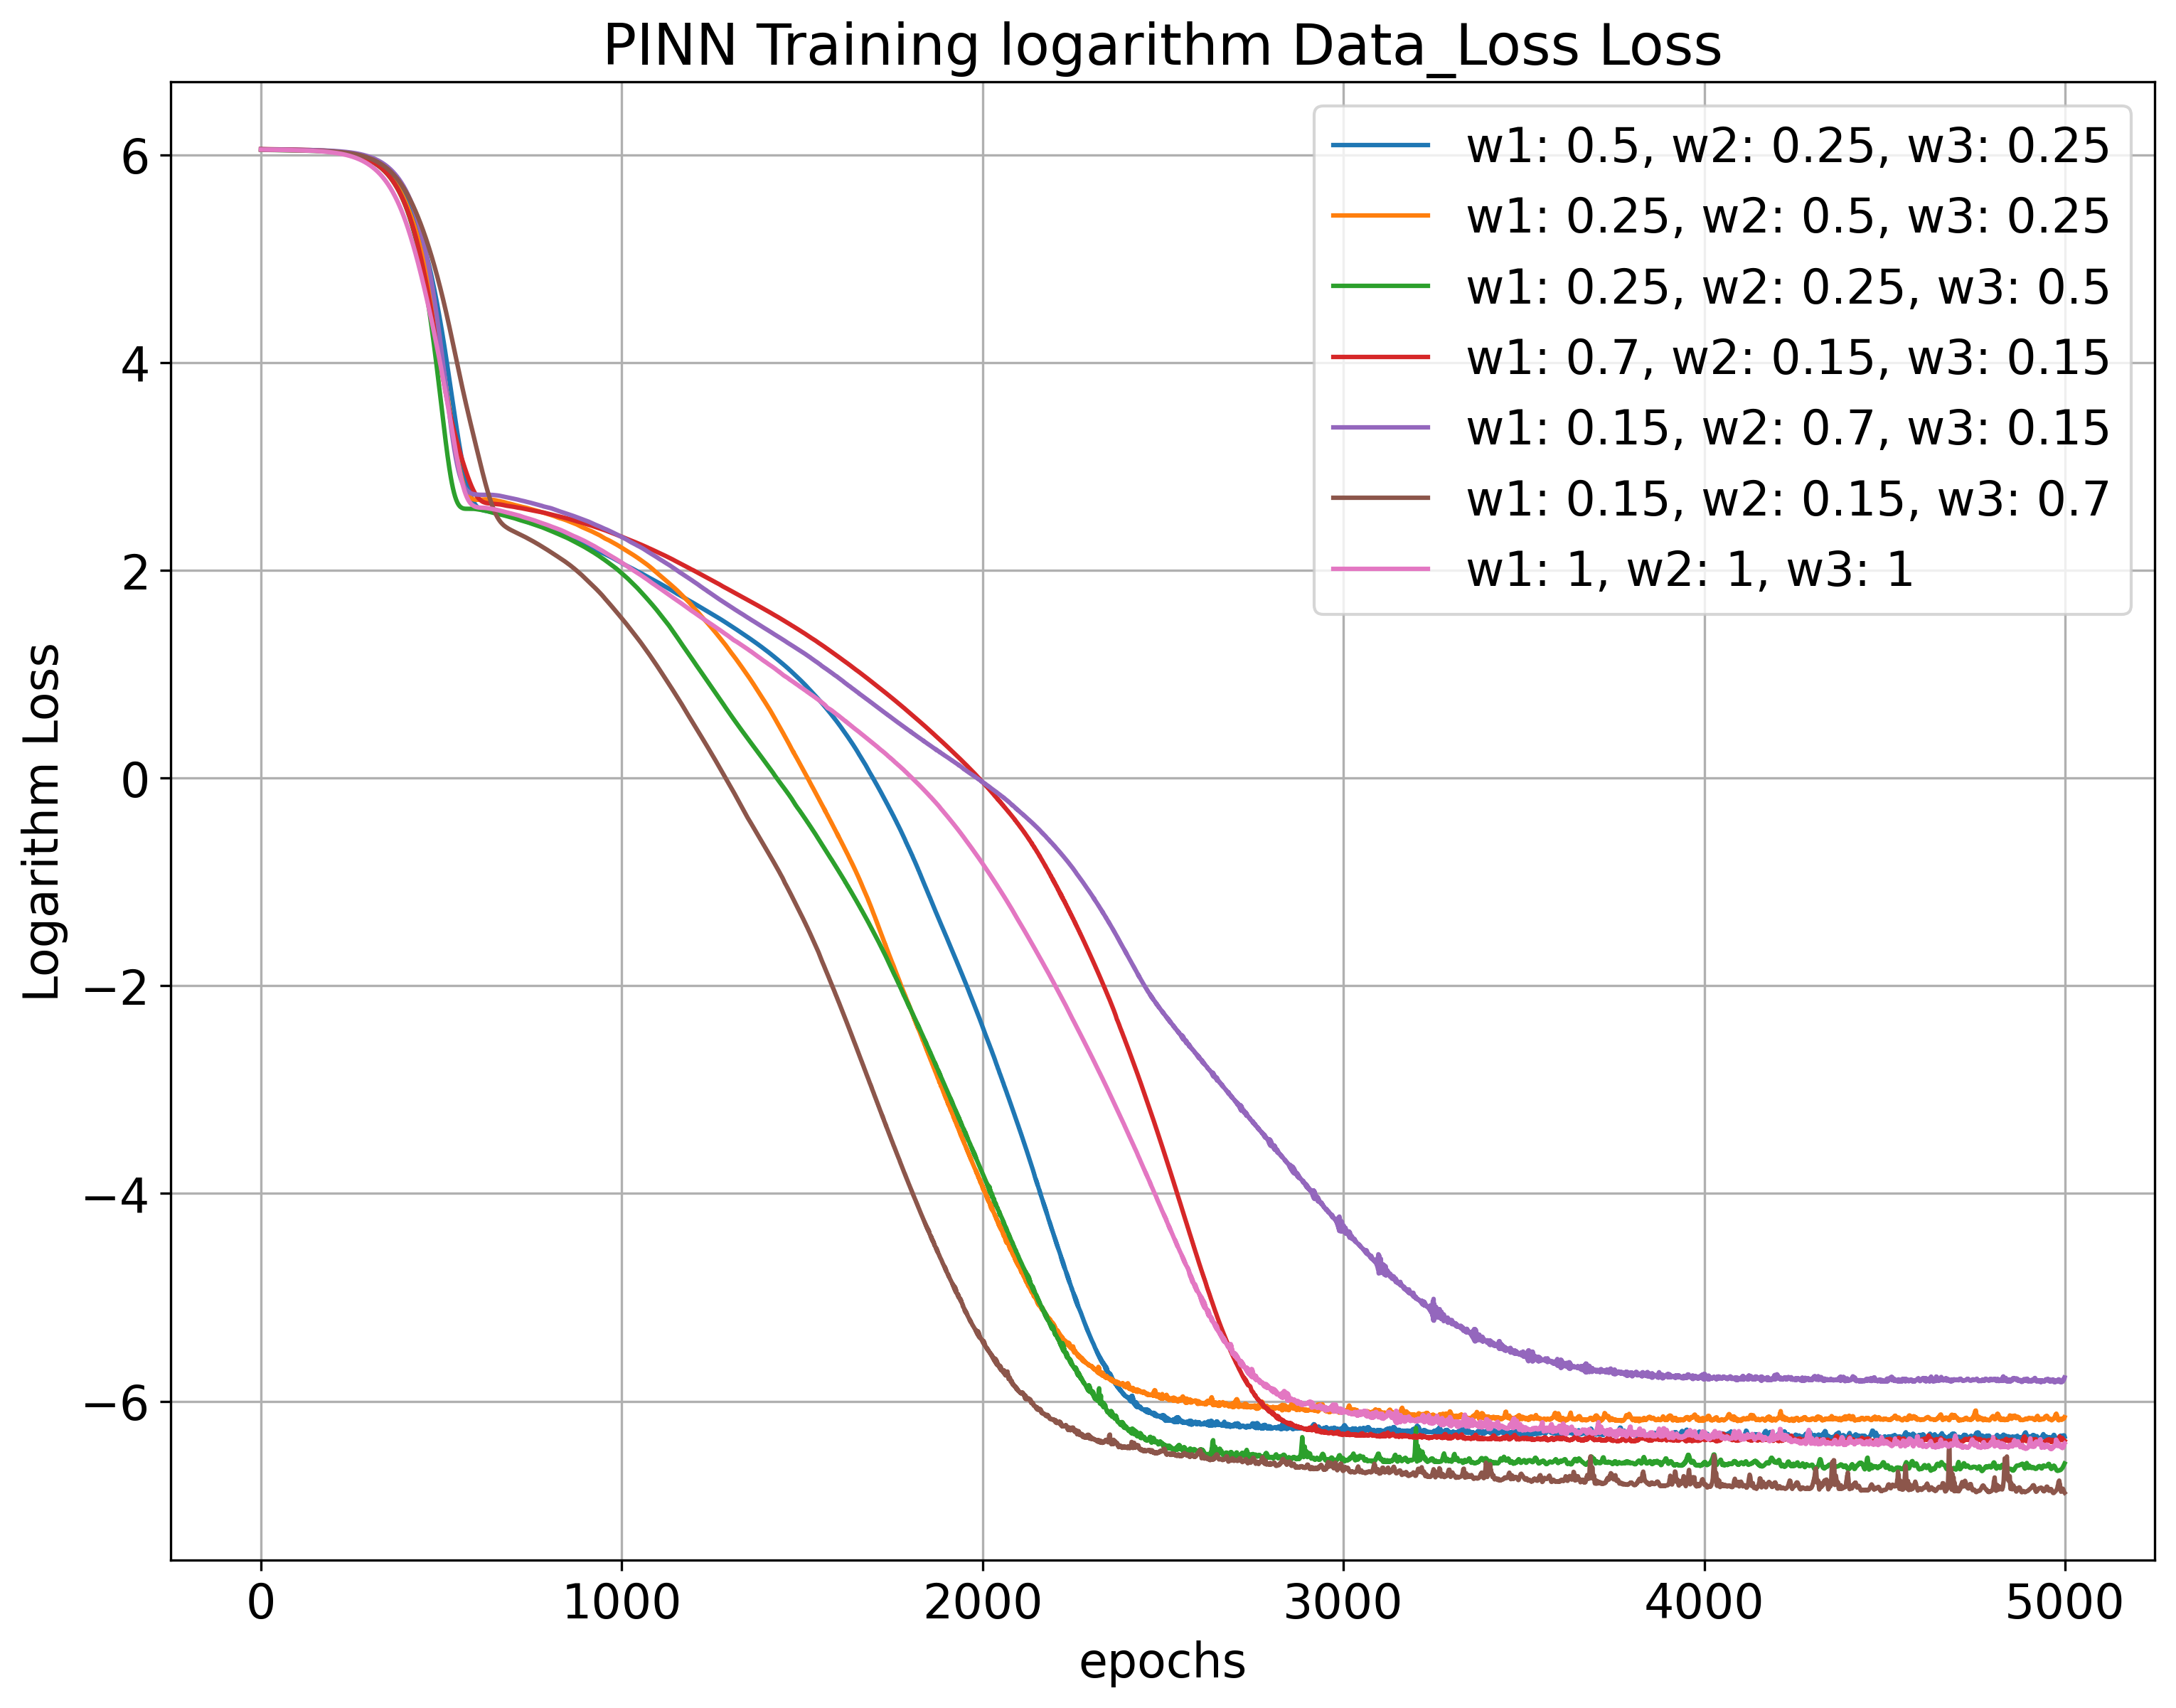 PINN Training logarithm Data_Loss Loss
w1: 0.5, w2: 0.25, w3: 0.25
w1: 0.25, w2: 0.5, w3: 0.25
w1: 0.25, w2: 0.25, w3: 0.5
w1: 0.7, w2: 0.15, w3: 0.15
w1: 0.15, w2: 0.7, w3: 0.15
w1: 0.15, w2: 0.15, w3: 0.7
w1: 1, w2: 1, w3: 1
Logarithm Loss
6
4
2
0
−2
−4
−6
0 1000 2000 3000 4000 5000
epochs